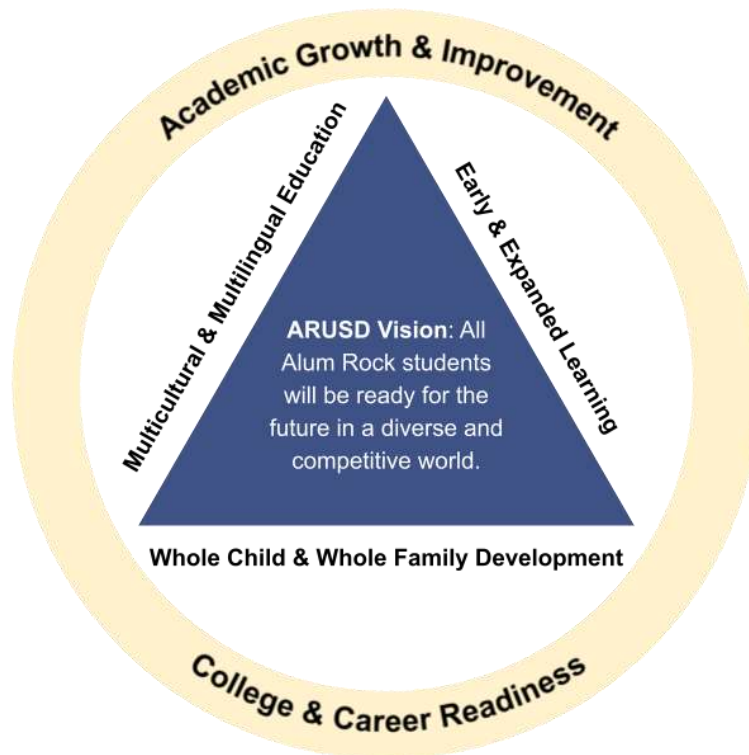 Academic Growth & Improvement
Multicultural & Multilingual Education
Early & Expanded Learning
ARUSD Vision: All
Alum Rock students
will be ready for the
future in a diverse and
competitive world.
Whole Child & Whole Family Development
College & Career Readiness